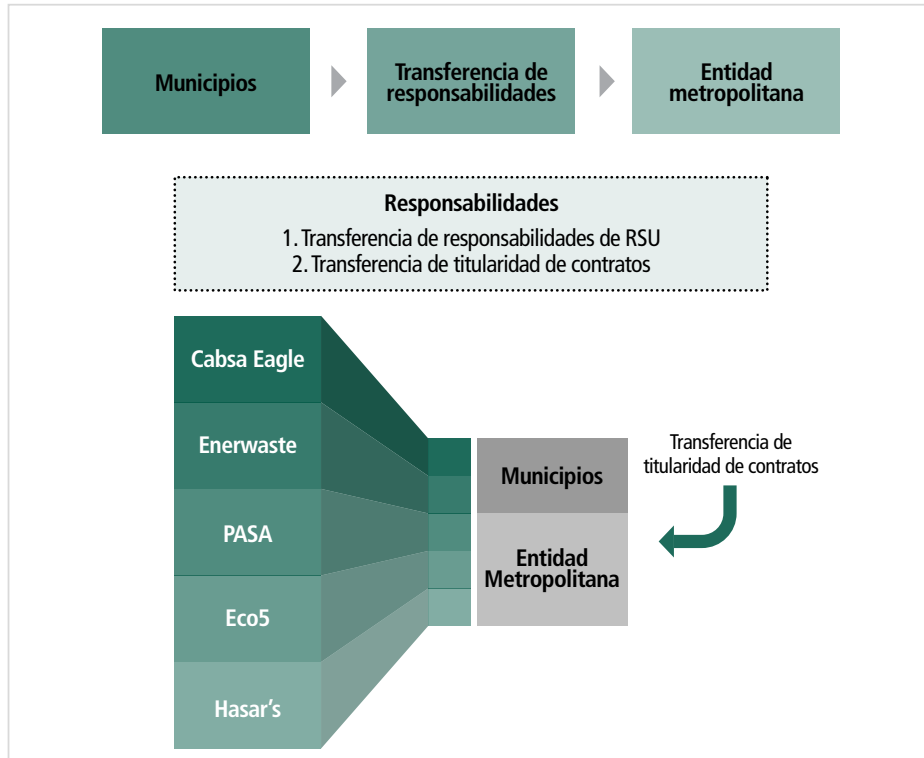 Municipios
Transferencia de
responsabilidades
Entidad
metropolitana
Responsabilidades
1. Transferencia de responsabilidades de RSU
2. Transferencia de titularidad de contratos
Cabsa Eagle
Enerwaste
PASA
Eco5
Hasar's
Municipios
Entidad
Metropolitana
Transferencia de
titularidad de contratos